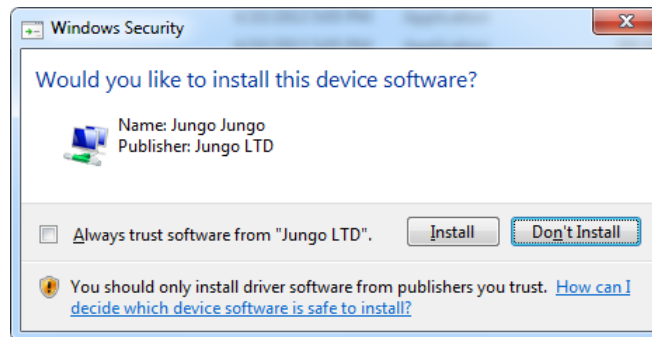 Windows Security
Would you like to install this device software?
Name: Jungo Jungo
Publisher: Jungo LTD
Always trust software from "Jungo LTD".
Install
Don't Install
You should only install driver software from publishers you trust. How can I
decide which device software is safe to install?